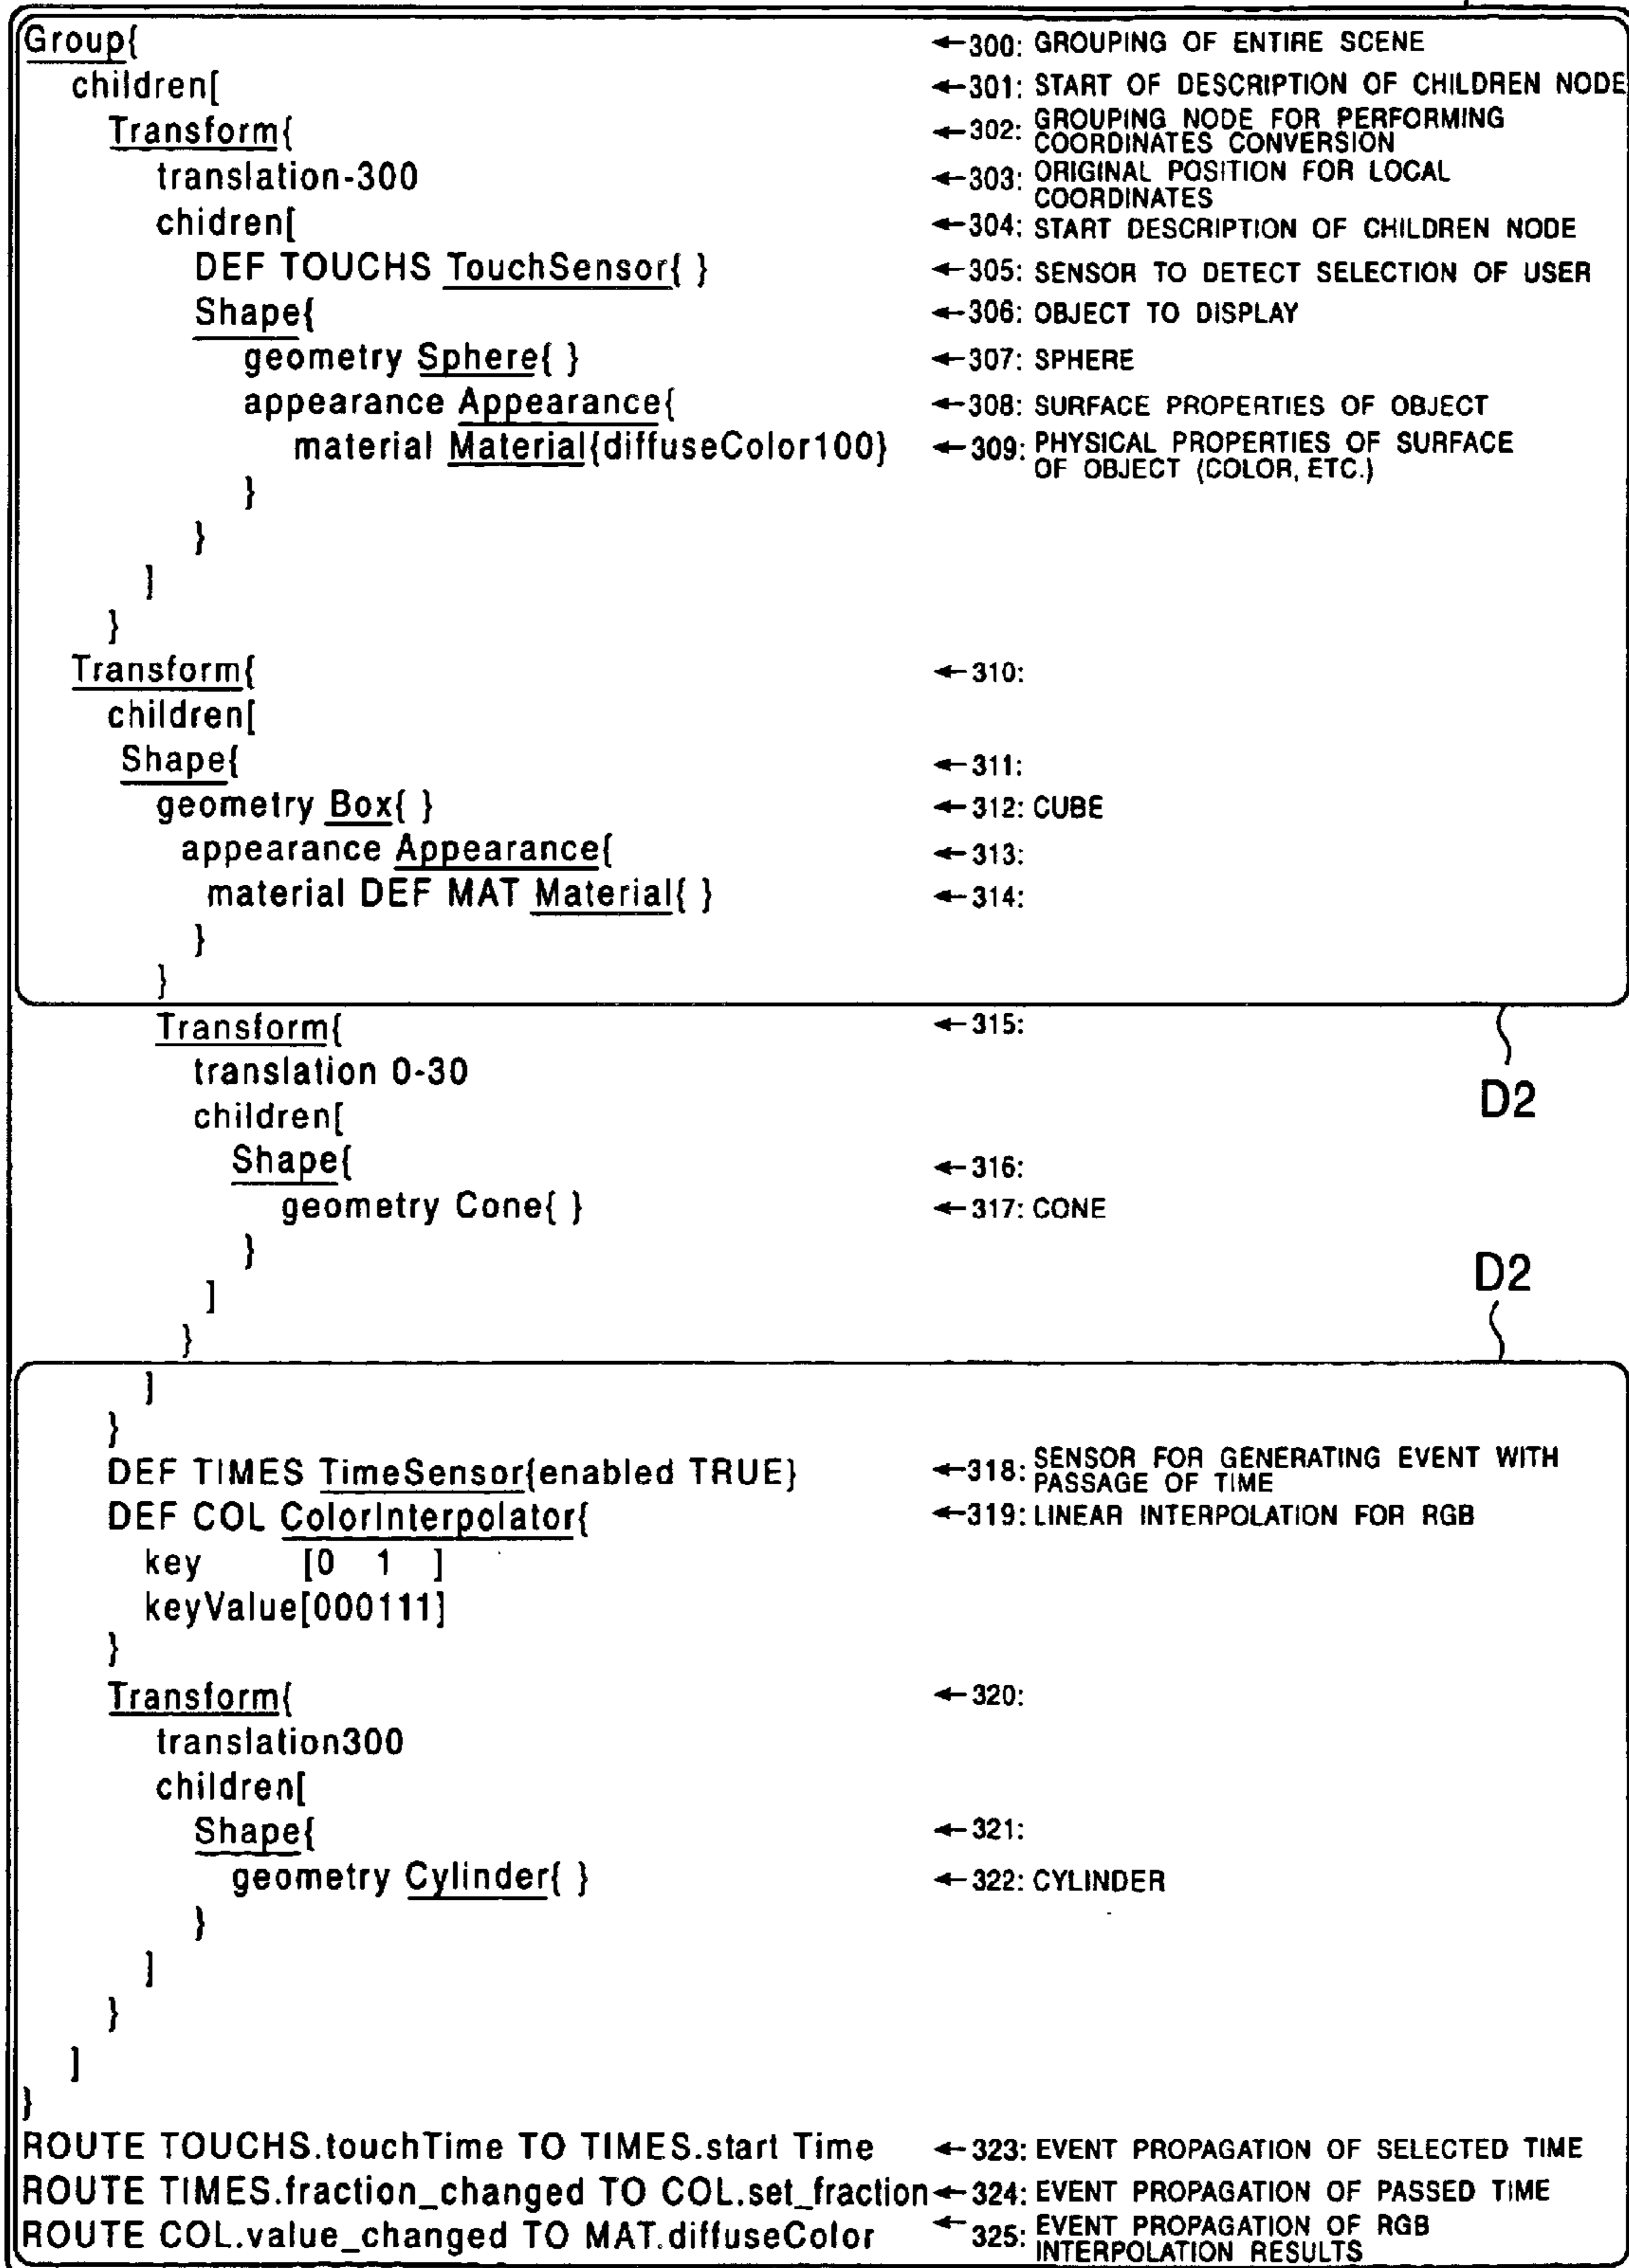 Group{ ←300: GROUPING OF ENTIRE SCENE
children[ ←301: START OF DESCRIPTION OF CHILDREN NODE
Transform{ ←302: GROUPING NODE FOR PERFORMING
COORDINATES CONVERSION
translation-300 ←303: ORIGINAL POSITION FOR LOCAL
COORDINATES
chidren[ ←304: START DESCRIPTION OF CHILDREN NODE
DEF TOUCHS TouchSensor{ } ←305: SENSOR TO DETECT SELECTION OF USER
Shape{ ←306: OBJECT TO DISPLAY
geometry Sphere{ } ←307: SPHERE
appearance Appearance{ ←308: SURFACE PROPERTIES OF OBJECT
material Material{diffuseColor100} ←309: PHYSICAL PROPERTIES OF SURFACE
OF OBJECT (COLOR, ETC.)
}
}
]
}
Transform{ ←310:
children[
Shape{ ←311:
geometry Box{ } ←312: CUBE
appearance Appearance{ ←313:
material DEF MAT Material{ } ←314:
}
}
Transform{ ←315:
translation 0-30
D2
children[
Shape{ ←316:
geometry Cone{ } ←317: CONE
}
D2
]
}
]
}
DEF TIMES TimeSensor{enabled TRUE} ←318: SENSOR FOR GENERATING EVENT WITH
PASSAGE OF TIME
DEF COL ColorInterpolator{ ←319: LINEAR INTERPOLATION FOR RGB
key [0 1 ]
keyValue[000111]
}
Transform{ ←320:
translation300
children[
Shape{ ←321:
geometry Cylinder{ } ←322: CYLINDER
}
]
}
]
}
ROUTE TOUCHS.touchTime TO TIMES.start Time ←323: EVENT PROPAGATION OF SELECTED TIME
ROUTE TIMES.fraction_changed TO COL.set_fraction ←324: EVENT PROPAGATION OF PASSED TIME
ROUTE COL.value_changed TO MAT.diffuseColor ←325: EVENT PROPAGATION OF RGB
INTERPOLATION RESULTS